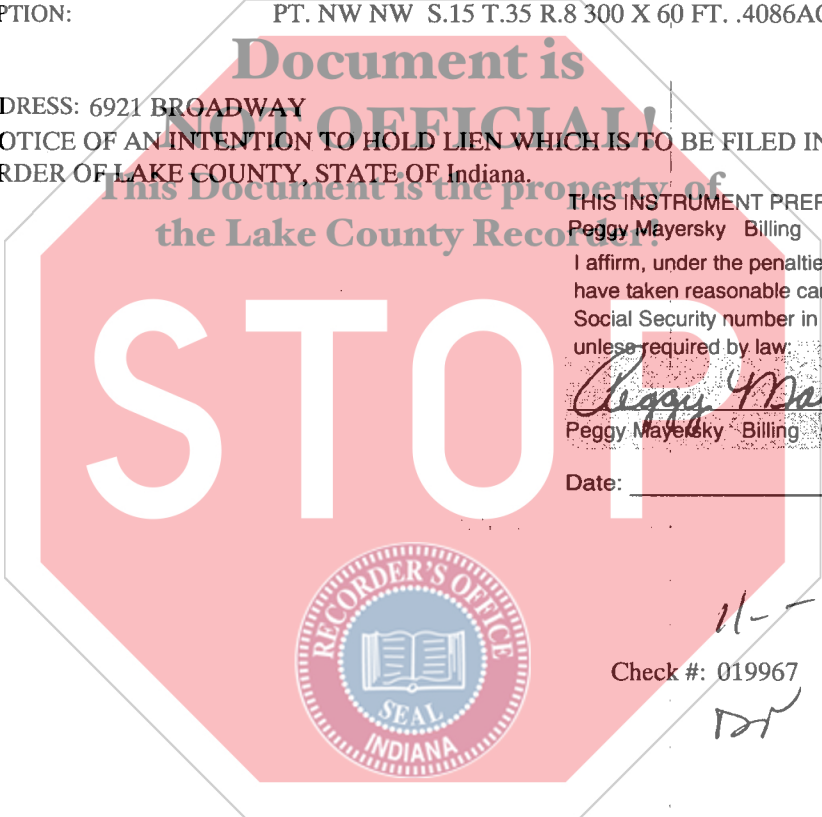 PTION: PT. NW NW S.15 T.35 R.8 300 X 60 FT. .4086AC
Document is
DRESS: 6921 BROADWAY
NOT OFFICIAL!
OTICE OF AN INTENTION TO HOLD LIEN WHICH IS TO BE FILED IN
RDER OF LAKE COUNTY, STATE OF Indiana.
This Document is the property of
the Lake County Recorder!
THIS INSTRUMENT PREP
Peggy Mayersky Billing
I affirm, under the penaltie
have taken reasonable car
Social Security number in
unless required by law:
Peggy Ma
Peggy Mayersky Billing
Date:
STOP
RECORDER'S OFFICE
SEAL
INDIANA
11--
Check #: 019967